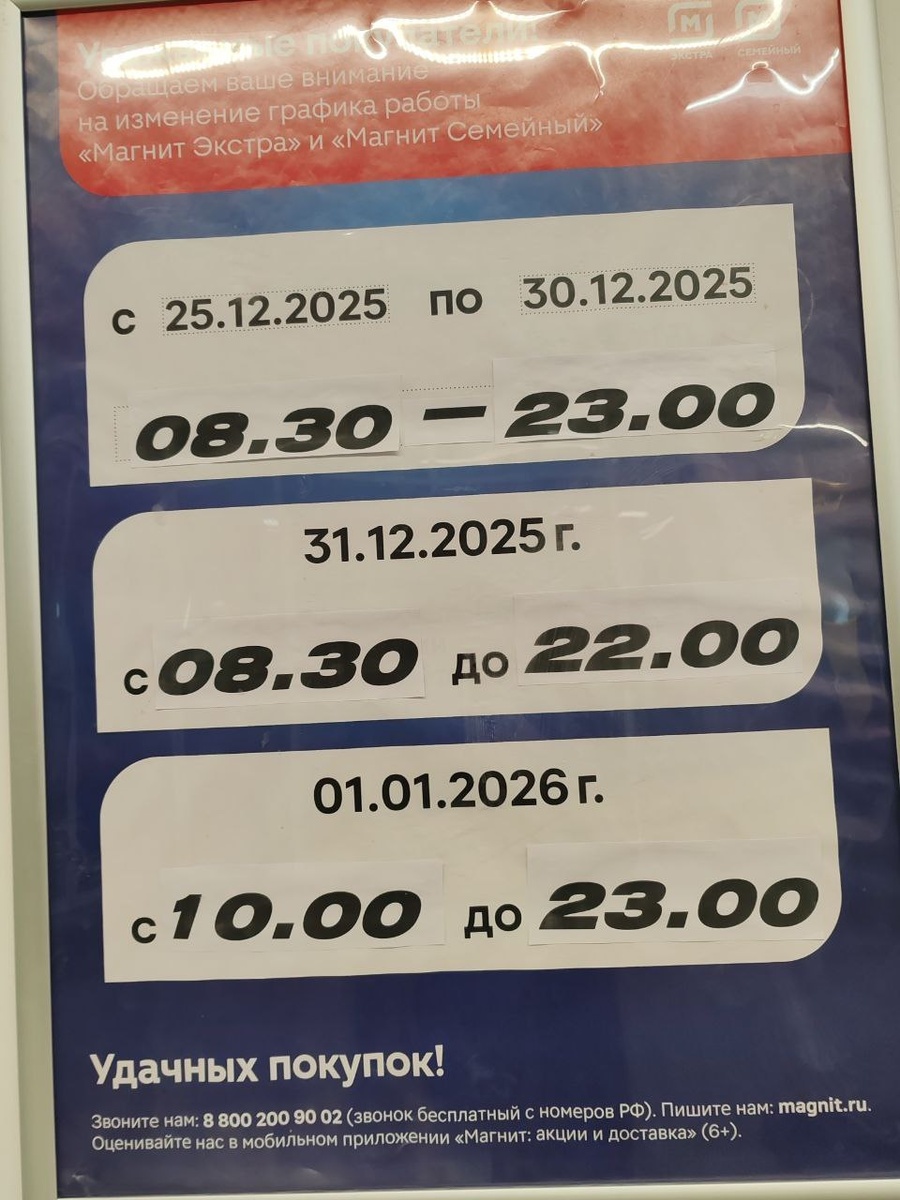 Уважаемые покупатели!
Обращаем ваше внимание
на изменение графика работы
«Магнит Экстра» и «Магнит Семейный»
М М
ЭКСТРА СЕМЕЙНЫЙ
с 25.12.2025 по 30.12.2025
08.30 — 23.00
31.12.2025 г.
с 08.30 до 22.00
01.01.2026 г.
с 10.00 до 23.00
Удачных покупок!
Звоните нам: 8 800 200 90 02 (звонок бесплатный с номеров РФ). Пишите нам: magnit.ru.
Оценивайте нас в мобильном приложении «Магнит: акции и доставка» (6+).